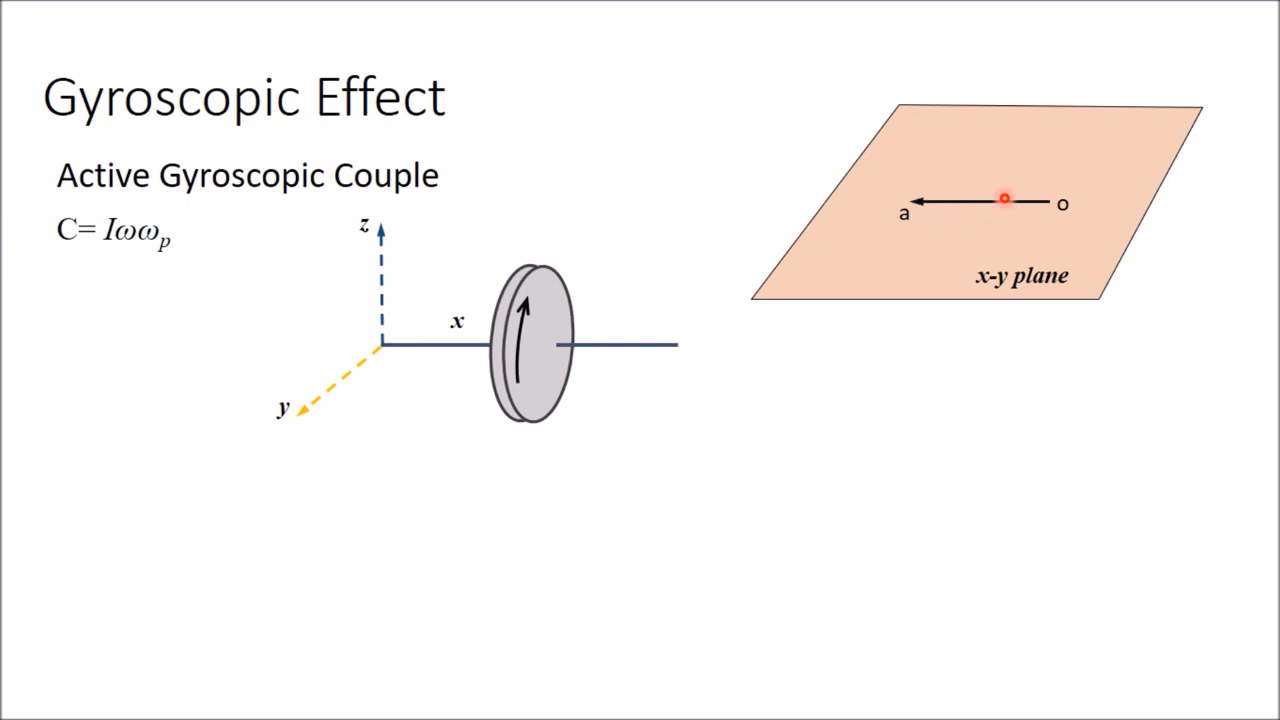 Gyroscopic Effect
Active Gyroscopic Couple
C= Iωω_p
z
x
y
a
o
x-y plane